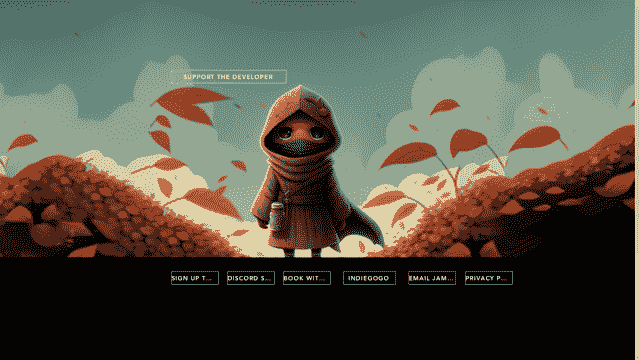 SUPPORT THE DEVELOPER
SIGN UP T...
DISCORD S...
BOOK WIT...
INDIEGOGO
EMAIL JAM...
PRIVACY P...